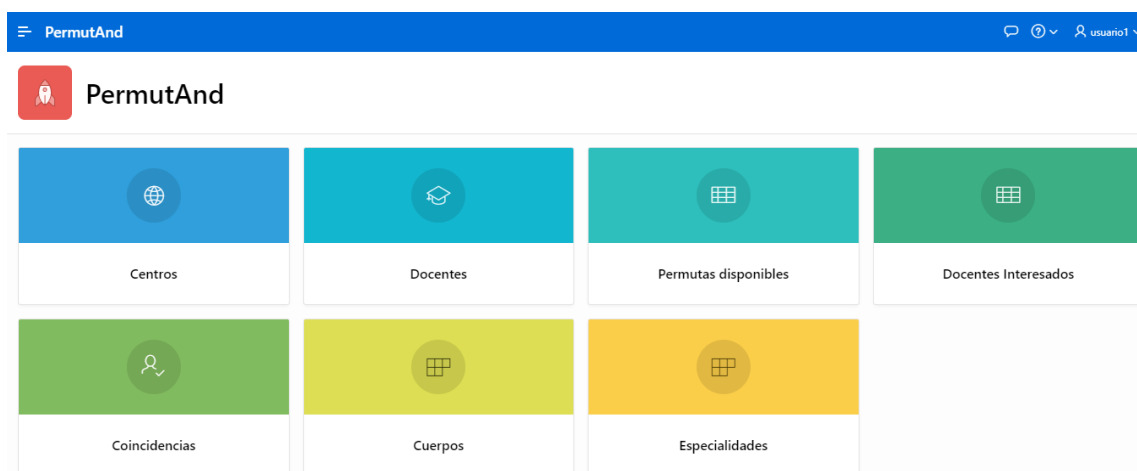 PermutAnd
usuario1
PermutAnd
Centros
Docentes
Permutas disponibles
Docentes Interesados
Coincidencias
Cuerpos
Especialidades